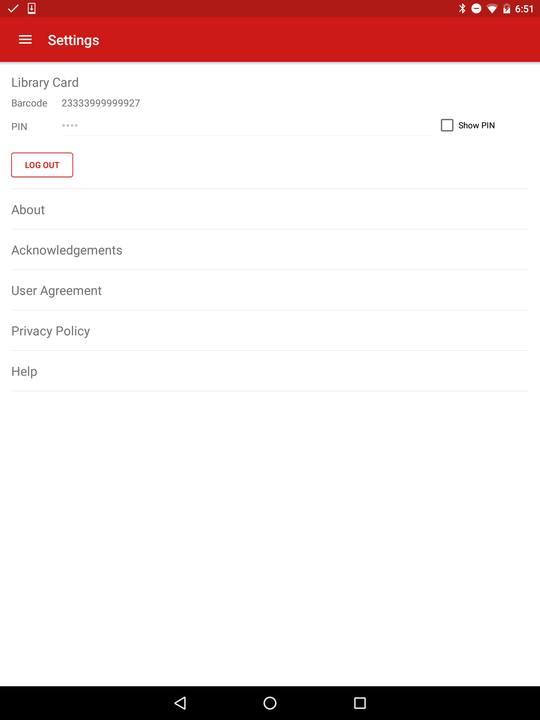 6:51
Settings
Library Card
Barcode 23333999999927
PIN •••• Show PIN
LOG OUT
About
Acknowledgements
User Agreement
Privacy Policy
Help